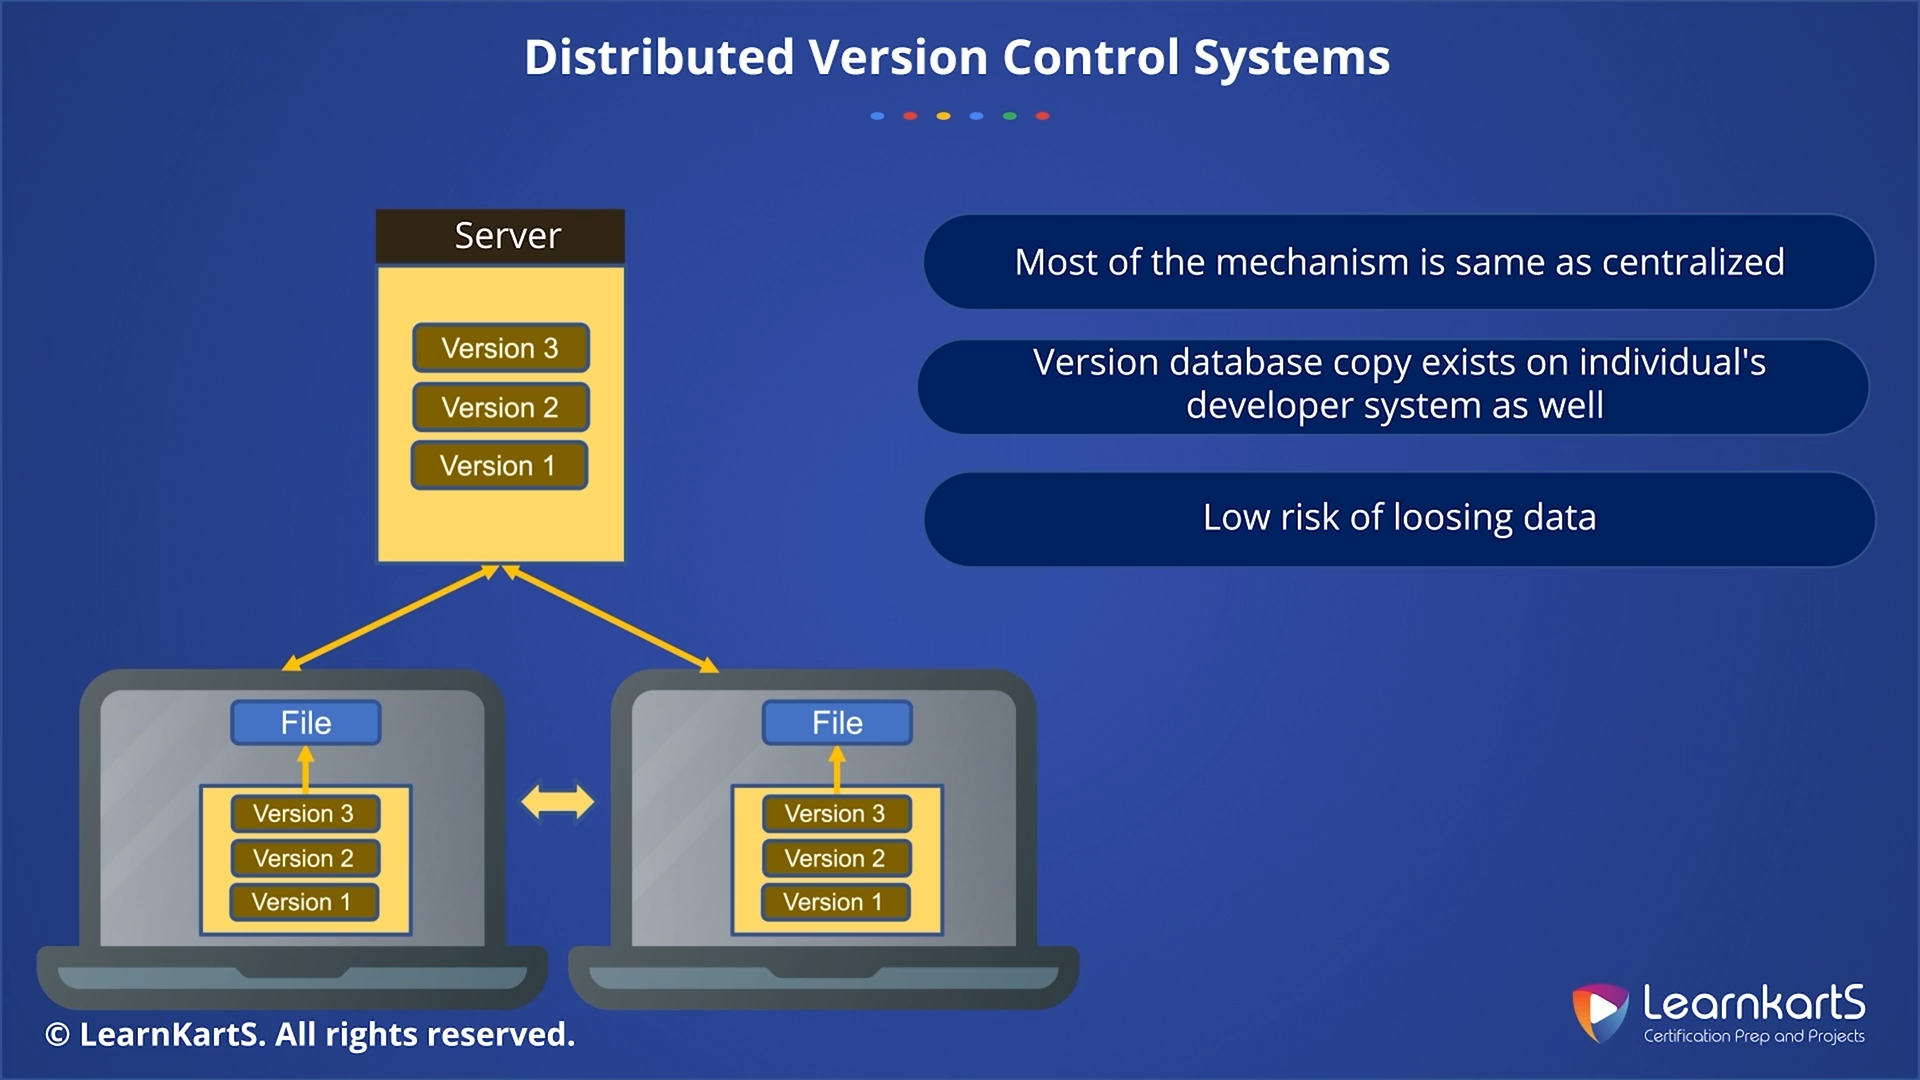 Distributed Version Control Systems
Server
Version 3
Version 2
Version 1
Most of the mechanism is same as centralized
Version database copy exists on individual's
developer system as well
Low risk of loosing data
File
Version 3
Version 2
Version 1
File
Version 3
Version 2
Version 1
© LearnKartS. All rights reserved.
LearnkartS
Certification Prep and Projects